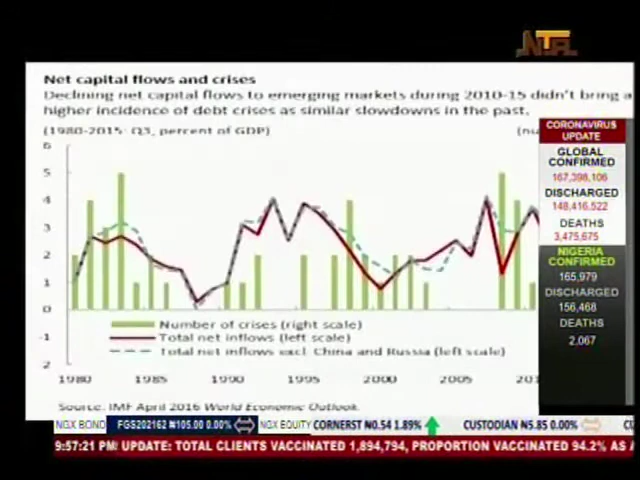 NTA
Net capital flows and crises
Declining net capital flows to emerging markets during 2010-15 didn't bring a
higher incidence of debt crises as similar slowdowns in the past.
(1980-2015: Q3, percent of GDP)
(nu
6
5
4
3
2
1
0
-1
2
Number of crises (right scale)
Total net inflows (left scale)
Total net inflows excl. China and Russia (left scale)
1980 1985 1990 1995 2000 2005
Source: IMF April 2016 World Economic Outlook.
CORONAVIRUS
UPDATE
GLOBAL
CONFIRMED
167,398,106
DISCHARGED
148,416,522
DEATHS
3,475,675
NIGERIA
CONFIRMED
165,979
DISCHARGED
156,468
DEATHS
2,067
NGX BOND FGS202162 ₦105.00 0.00% NGX EQUITY CORNERST ₦0.54 1.89% CUSTODIAN ₦5.85 0.00%
9:57:21 PM UPDATE: TOTAL CLIENTS VACCINATED 1,894,794, PROPORTION VACCINATED 94.2% AS A